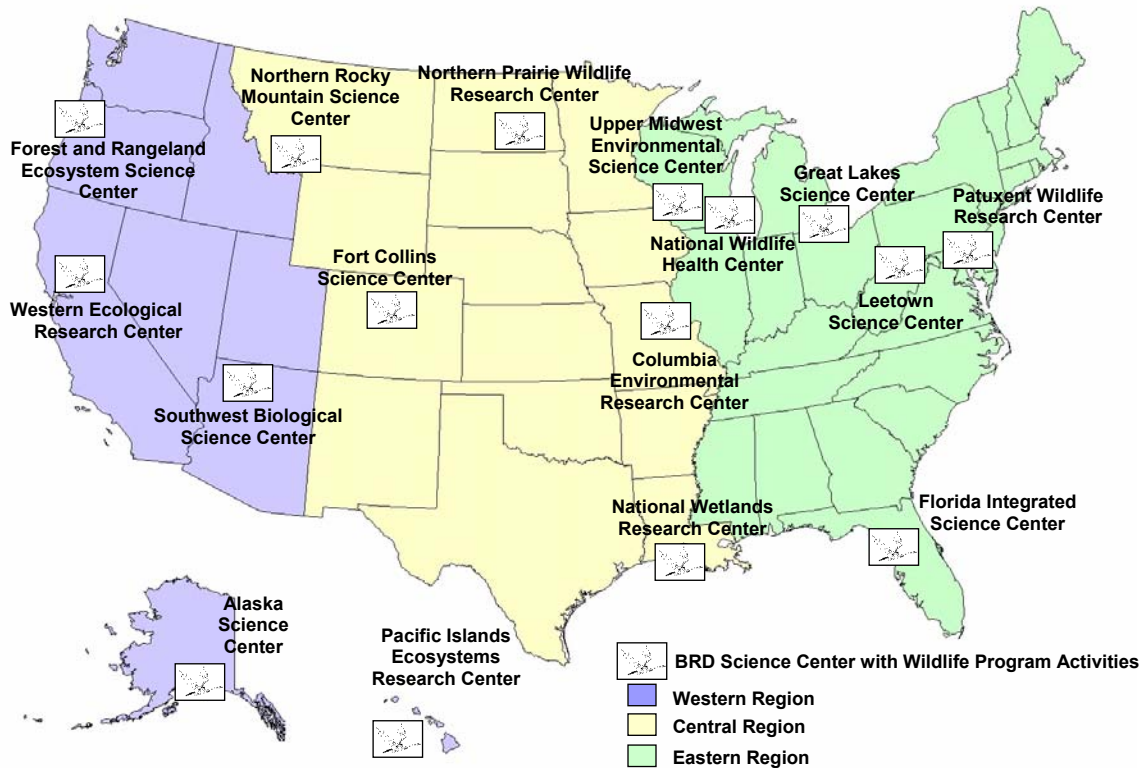 Northern Rocky
Mountain Science
Center
Northern Prairie Wildlife
Research Center
Upper Midwest
Environmental
Science Center
Forest and Rangeland
Ecosystem Science
Center
Great Lakes
Science Center
Patuxent Wildlife
Research Center
National Wildlife
Health Center
Fort Collins
Science Center
Leetown
Science Center
Western Ecological
Research Center
Columbia
Environmental
Research Center
Southwest Biological
Science Center
National Wetlands
Research Center
Florida Integrated
Science Center
Alaska
Science
Center
Pacific Islands
Ecosystems
Research Center
BRD Science Center with Wildlife Program Activities
Western Region
Central Region
Eastern Region